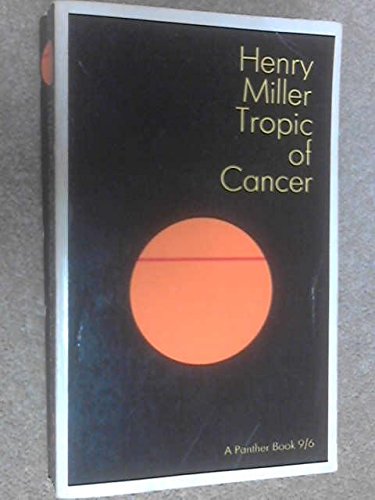 Henry
Miller
Tropic
of
Cancer
A Panther Book 9/6